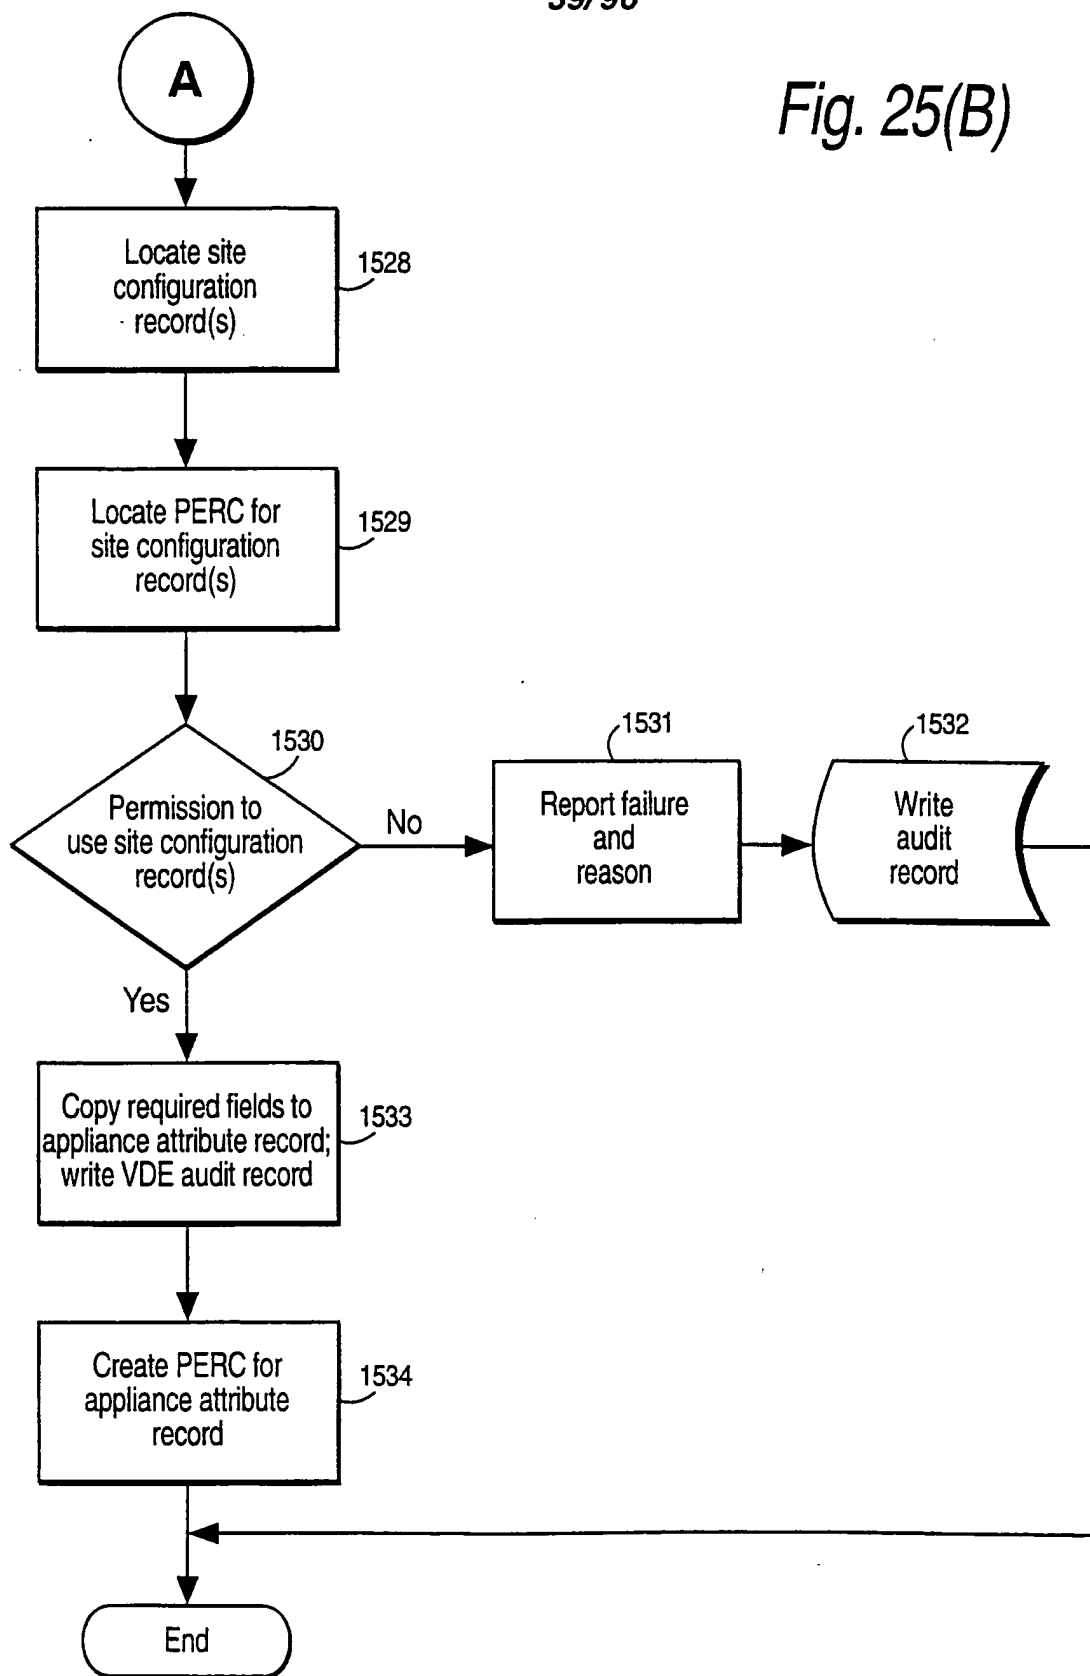 Fig. 25(B)
A
Locate site
configuration
record(s)
1528
Locate PERC for
site configuration
record(s)
1529
1530
Permission to
use site configuration
record(s)
No
Yes
1531
Report failure
and
reason
1532
Write
audit
record
Copy required fields to
appliance attribute record;
write VDE audit record
1533
Create PERC for
appliance attribute
record
1534
End